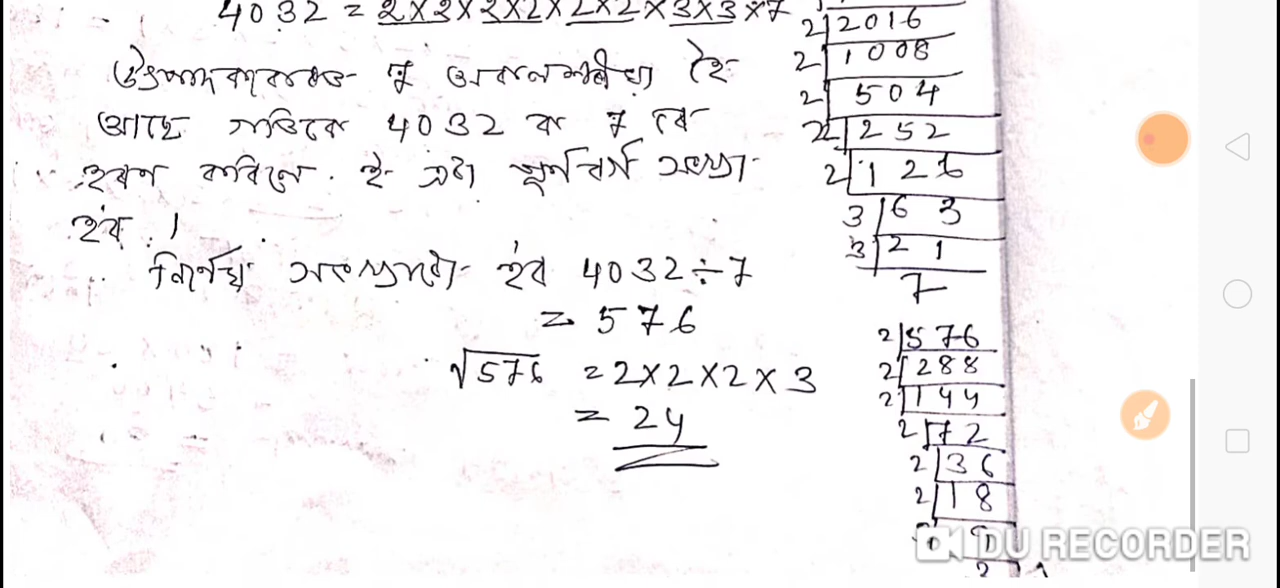 4032 = 2×2×2×2×2×2×3×3×7
উৎপাদকবোৰত 7 অকলশৰীয়া হৈ
আছে গতিকে 4032 ক 7 ৰে
হৰণ কৰিলে ই এটা পূৰ্ণবৰ্গ সংখ্যা
হ'ব ।
নিৰ্ণেয় সংখ্যাটো হ'ব 4032÷7
= 576
√576 = 2×2×2×3
= 24
2|2016
2|1008
2|504
2|252
2|126
3|63
3|21
7
2|576
2|288
2|144
2|72
2|36
2|18
9
DU RECORDER